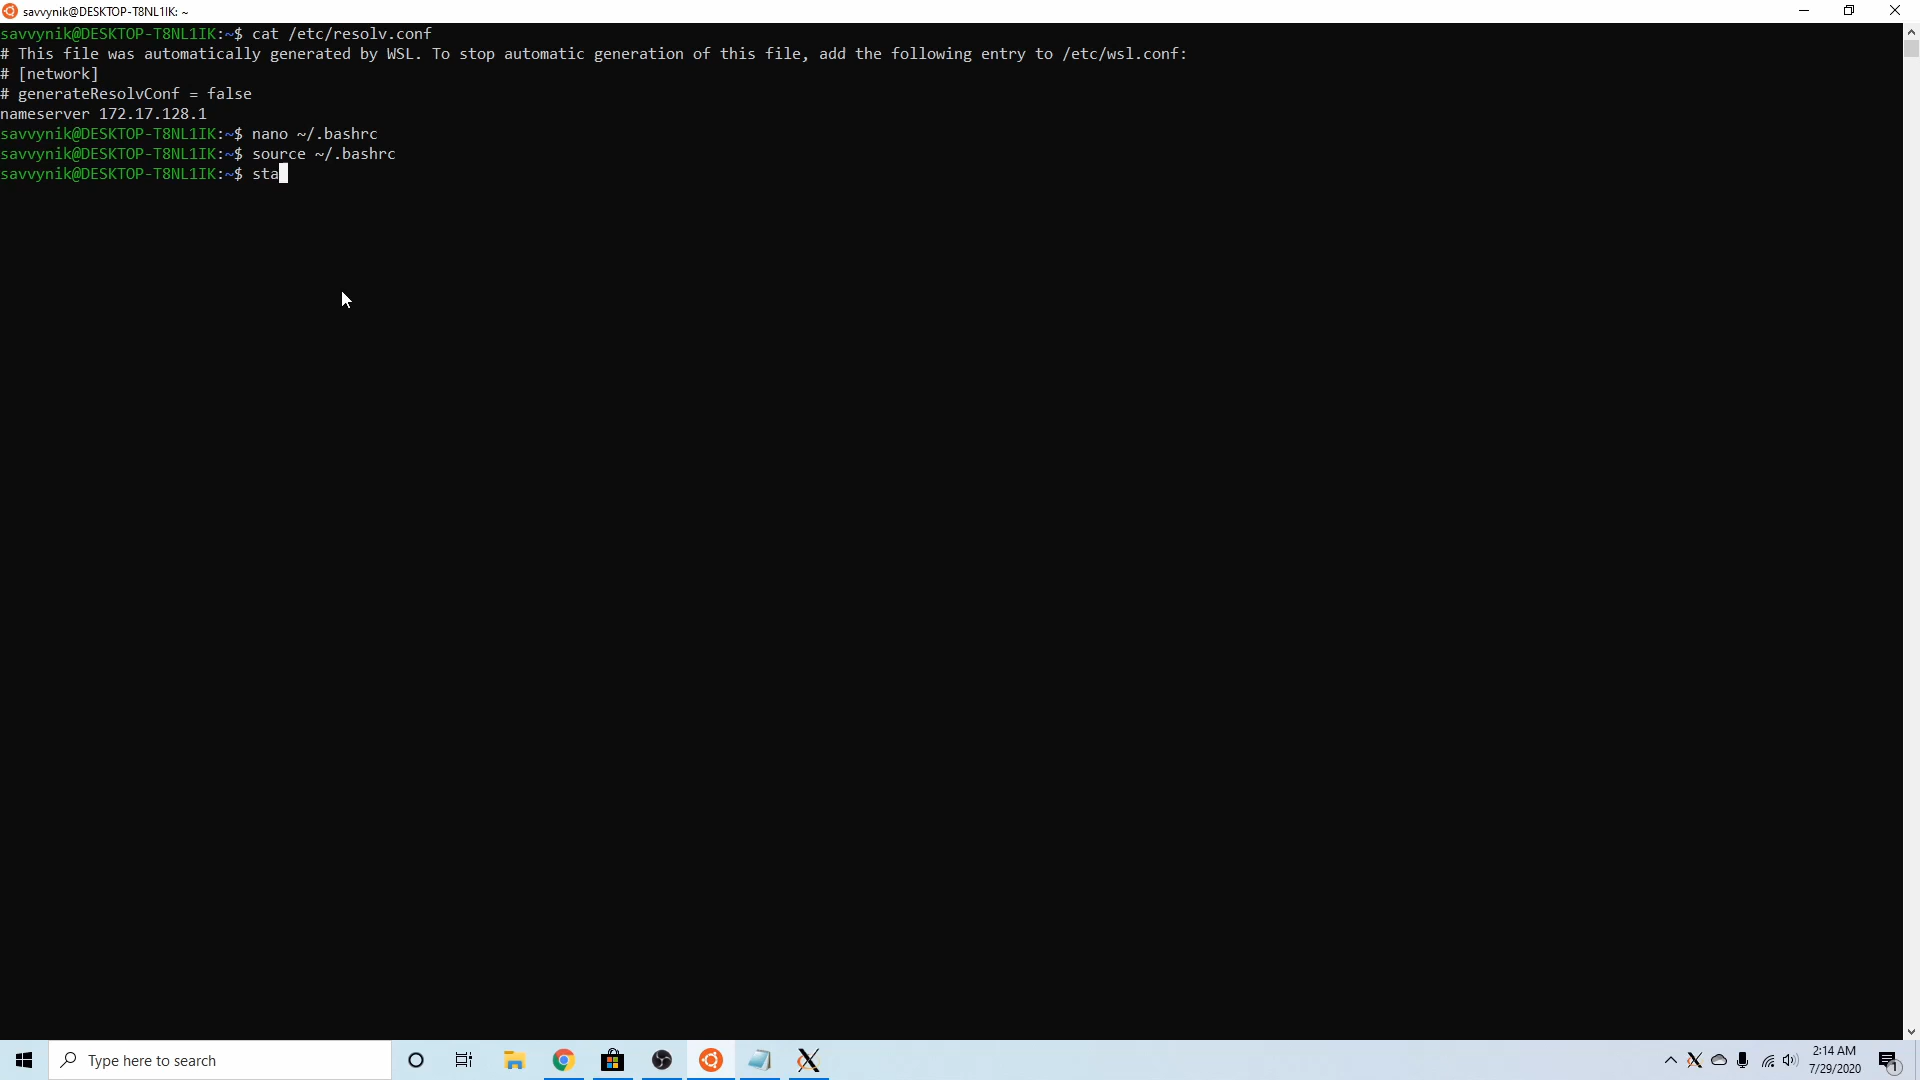 savvynik@DESKTOP-T8NL1IK: ~
savvynik@DESKTOP-T8NL1IK:~$ cat /etc/resolv.conf
# This file was automatically generated by WSL. To stop automatic generation of this file, add the following entry to /etc/wsl.conf:
# [network]
# generateResolvConf = false
nameserver 172.17.128.1
savvynik@DESKTOP-T8NL1IK:~$ nano ~/.bashrc
savvynik@DESKTOP-T8NL1IK:~$ source ~/.bashrc
savvynik@DESKTOP-T8NL1IK:~$ sta
Type here to search
2:14 AM
7/29/2020
1